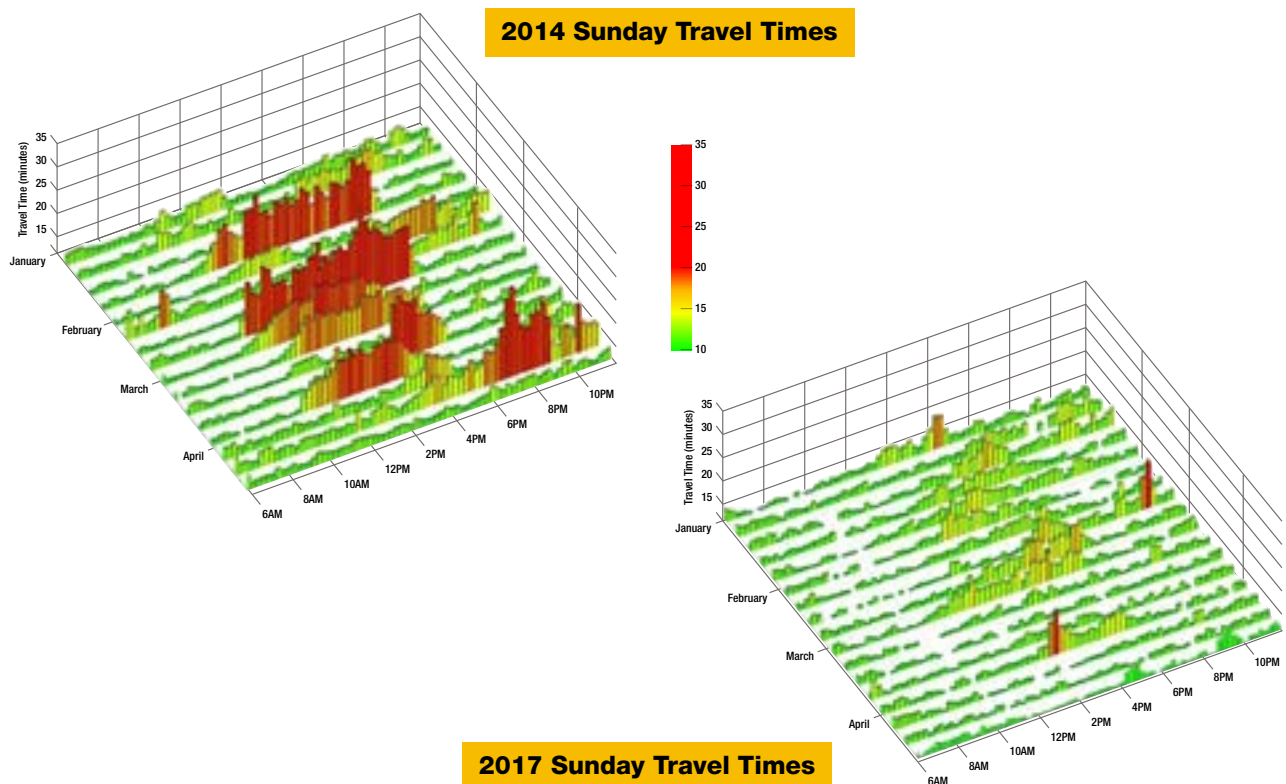 2014 Sunday Travel Times
35
30
25
20
15
Travel Time (minutes)
January
February
March
April
6AM
8AM
10AM
12PM
2PM
4PM
6PM
8PM
10PM
35
30
25
20
15
10
35
30
25
20
15
Travel Time (minutes)
January
February
March
April
6AM
8AM
10AM
12PM
2PM
4PM
6PM
8PM
10PM
2017 Sunday Travel Times